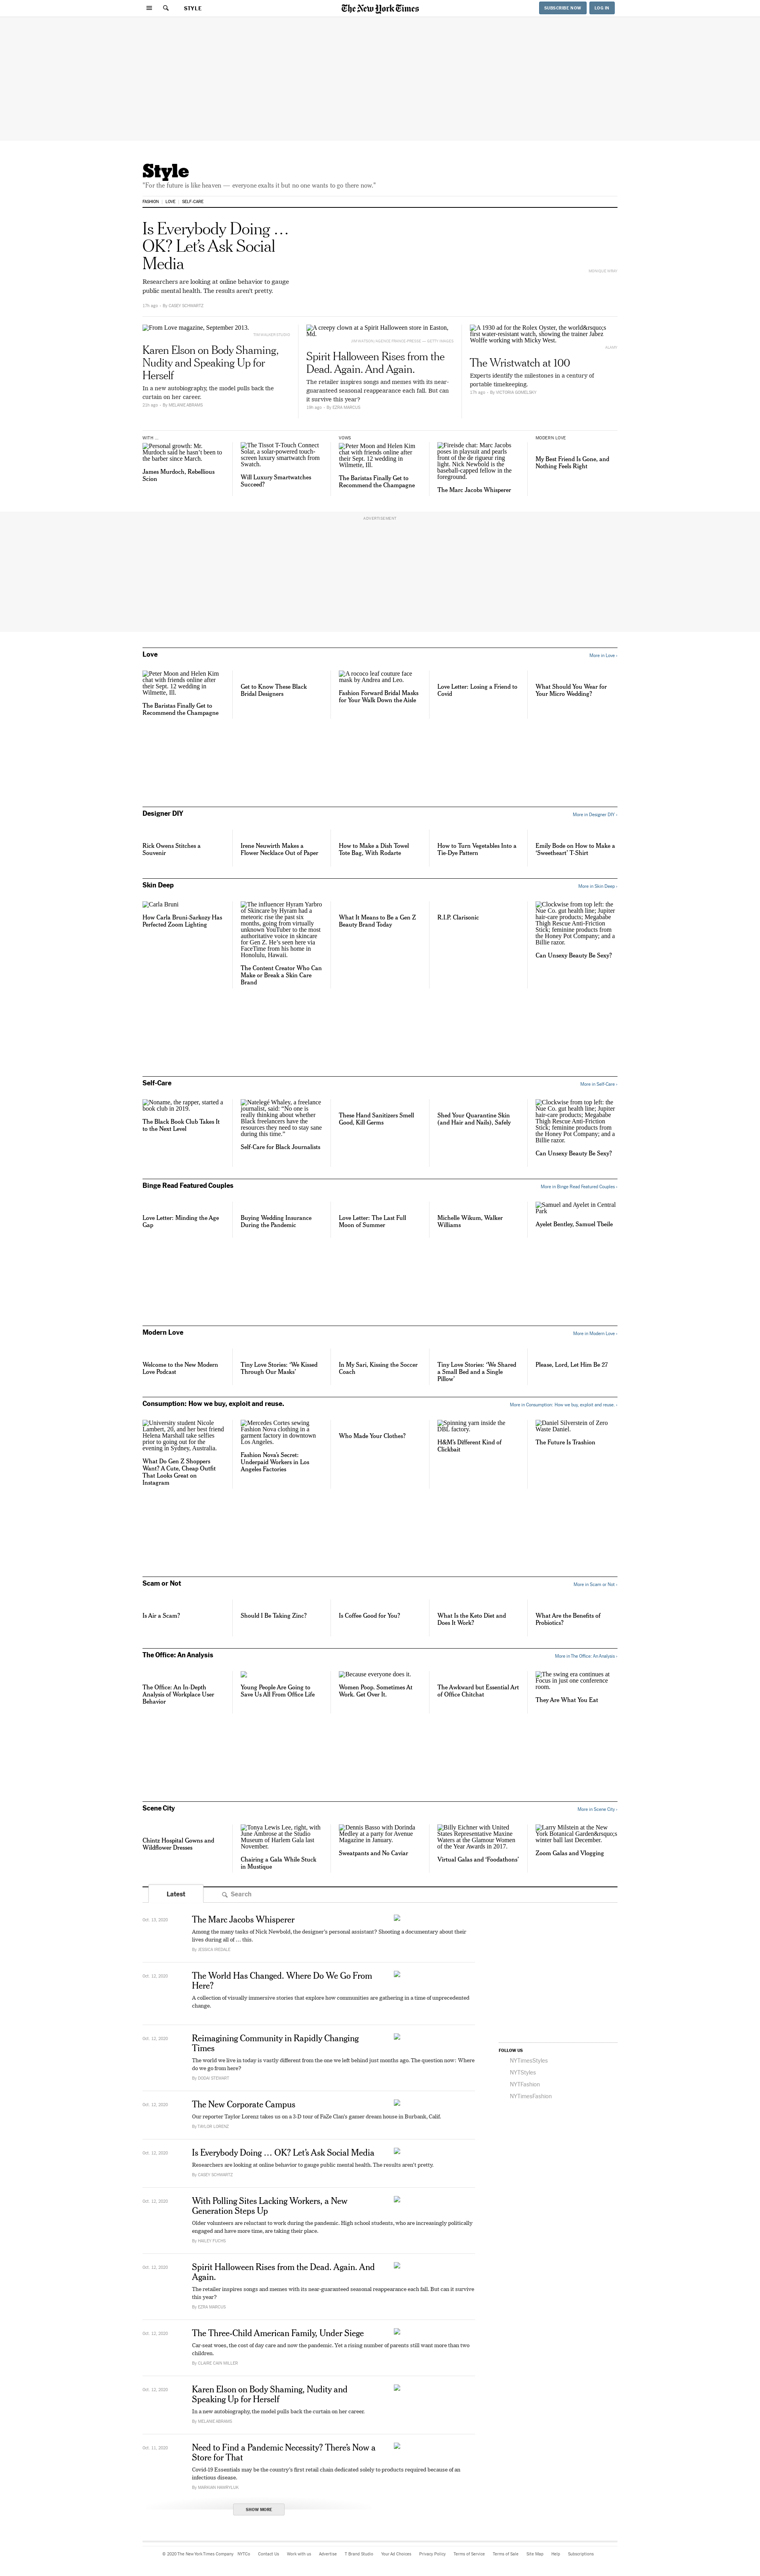 STYLE
The New York Times
SUBSCRIBE NOW
LOG IN
Style
"For the future is like heaven — everyone exalts it but no one wants to go there now."
FASHION
LOVE
SELF-CARE
Is Everybody Doing …
OK? Let's Ask Social
Media
Researchers are looking at online behavior to gauge
public mental health. The results aren't pretty.
17h ago · By CASEY SCHWARTZ
From Love magazine, September 2013.
Karen Elson on Body Shaming,
Nudity and Speaking Up for
Herself
In a new autobiography, the model pulls back the
curtain on her career.
21h ago · By MELANIE ABRAMS
A creepy clown at a Spirit Halloween store in Easton,
Md.
JIM WATSON/AGENCE FRANCE-PRESSE — GETTY IMAGES
Spirit Halloween Rises from the
Dead. Again. And Again.
The retailer inspires songs and memes with its near-
guaranteed seasonal reappearance each fall. But can
it survive this year?
19h ago · By EZRA MARCUS
A 1930 ad for the Rolex Oyster, the world&rsquo;s
first water-resistant watch, showing the trainer Jabez
Wolffe working with Micky West.
ALAMY
The Wristwatch at 100
Experts identify the milestones in a century of
portable timekeeping.
17h ago · By VICTORIA GOMELSKY
WITH …
Personal growth: Mr.
Murdoch said he hasn't been to
the barber since March.
James Murdoch, Rebellious
Scion
The Tissot T-Touch Connect
Solar, a solar-powered touch-
screen luxury smartwatch from
Swatch.
Will Luxury Smartwatches
Succeed?
VOWS
Peter Moon and Helen Kim
chat with friends online after
their Sept. 12 wedding in
Wilmette, Ill.
The Baristas Finally Get to
Recommend the Champagne
Fireisde chat: Marc Jacobs
poses in playsuit and pearls
front of the de rigueur ring
light. Nick Newbold is the
baseball-capped fellow in the
foreground.
The Marc Jacobs Whisperer
MODERN LOVE
My Best Friend Is Gone, and
Nothing Feels Right
ADVERTISEMENT
Love
More in Love ›
Peter Moon and Helen Kim
chat with friends online after
their Sept. 12 wedding in
Wilmette, Ill.
The Baristas Finally Get to
Recommend the Champagne
Get to Know These Black
Bridal Designers
A rococo leaf couture face
mask by Andrea and Leo.
Fashion Forward Bridal Masks
for Your Walk Down the Aisle
Love Letter: Losing a Friend to
Covid
What Should You Wear for
Your Micro Wedding?
Designer DIY
More in Designer DIY ›
Rick Owens Stitches a
Souvenir
Irene Neuwirth Makes a
Flower Necklace Out of Paper
How to Make a Dish Towel
Tote Bag, With Rodarte
How to Turn Vegetables Into a
Tie-Dye Pattern
Emily Bode on How to Make a
'Sweetheart' T-Shirt
Skin Deep
More in Skin Deep ›
Carla Bruni
How Carla Bruni-Sarkozy Has
Perfected Zoom Lighting
The influencer Hyram Yarbro
of Skincare by Hyram had a
meteoric rise the past six
months, going from virtually
unknown YouTuber to the most
authoritative voice in skincare
for Gen Z. He's seen here via
FaceTime from his home in
Honolulu, Hawaii.
The Content Creator Who Can
Make or Break a Skin Care
Brand
What It Means to Be a Gen Z
Beauty Brand Today
R.I.P. Clarisonic
Clockwise from top left: the
Nue Co. gut health line; Jupiter
hair-care products; Megababe
Thigh Rescue Anti-Friction
Stick; feminine products from
the Honey Pot Company; and a
Billie razor.
Can Unsexy Beauty Be Sexy?
Self-Care
More in Self-Care ›
Noname, the rapper, started a
book club in 2019.
The Black Book Club Takes It
to the Next Level
Natelegé Whaley, a freelance
journalist, said: "No one is
really thinking about whether
Black freelancers have the
resources they need to stay sane
during this time."
Self-Care for Black Journalists
These Hand Sanitizers Smell
Good, Kill Germs
Shed Your Quarantine Skin
(and Hair and Nails), Safely
Clockwise from top left: the
Nue Co. gut health line; Jupiter
hair-care products; Megababe
Thigh Rescue Anti-Friction
Stick; feminine products from
the Honey Pot Company; and a
Billie razor.
Can Unsexy Beauty Be Sexy?
Binge Read Featured Couples
More in Binge Read Featured Couples ›
Love Letter: Minding the Age
Gap
Buying Wedding Insurance
During the Pandemic
Love Letter: The Last Full
Moon of Summer
Michelle Wikum, Walker
Williams
Samuel and Ayelet in Central
Park
Ayelet Bentley, Samuel Theile
Modern Love
More in Modern Love ›
Welcome to the New Modern
Love Podcast
Tiny Love Stories: 'We Kissed
Through Our Masks'
In My Sari, Kissing the Soccer
Coach
Tiny Love Stories: 'We Shared
a Small Bed and a Single
Pillow'
Please, Lord, Let Him Be 27
Consumption: How we buy, exploit and reuse.
More in Consumption: How we buy, exploit and reuse. ›
University student Nicole
Lambert, 20, and her best friend
Helena Marshall take selfies
prior to going out for the
evening in Sydney, Australia.
What Do Gen Z Shoppers
Want? A Cute, Cheap Outfit
That Looks Great on
Instagram
Mercedes Cortes sewing
Fashion Nova clothing in a
garment factory in downtown
Los Angeles.
Fashion Nova's Secret:
Underpaid Workers in Los
Angeles Factories
Who Made Your Clothes?
Spinning yarn inside the
DBL factory.
H&M's Different Kind of
Clickbait
Daniel Silverstein of Zero
Waste Daniel.
The Future Is Trashion
Scam or Not
More in Scam or Not ›
Is Air a Scam?
Should I Be Taking Zinc?
Is Coffee Good for You?
What Is the Keto Diet and
Does It Work?
What Are the Benefits of
Probiotics?
The Office: An Analysis
More in The Office: An Analysis ›
The Office: An In-Depth
Analysis of Workplace User
Behavior
Young People Are Going to
Save Us All From Office Life
Because everyone does it.
Women Poop. Sometimes At
Work. Get Over It.
The Awkward but Essential Art
of Office Chitchat
The swing era continues at
Focus in just one conference
room.
They Are What You Eat
Scene City
More in Scene City ›
Chintz Hospital Gowns and
Wildflower Dresses
Tonya Lewis Lee, right, with
June Ambrose at the Studio
Museum of Harlem Gala last
November.
Chairing a Gala While Stuck
in Mustique
Dennis Basso with Dorinda
Medley at a party for Avenue
Magazine in January.
Sweatpants and No Caviar
Billy Eichner with United
States Representative Maxine
Waters at the Glamour Women
of the Year Awards in 2017.
Virtual Galas and 'Foodathons'
Larry Milstein at the New
York Botanical Garden&rsquo;s
winter ball last December.
Zoom Galas and Vlogging
Latest
Search
Oct. 13, 2020
The Marc Jacobs Whisperer
Among the many tasks of Nick Newbold, the designer's personal assistant? Shooting a documentary about their
lives during all of … this.
By JESSICA IREDALE
Oct. 12, 2020
The World Has Changed. Where Do We Go From
Here?
A collection of visually immersive stories that explore how communities are gathering in a time of unprecedented
change.
Oct. 12, 2020
Reimagining Community in Rapidly Changing
Times
The world we live in today is vastly different from the one we left behind just months ago. The question now: Where
do we go from here?
By DODAI STEWART
Oct. 12, 2020
The New Corporate Campus
Our reporter Taylor Lorenz takes us on a 3-D tour of FaZe Clan's gamer dream house in Burbank, Calif.
By TAYLOR LORENZ
Oct. 12, 2020
Is Everybody Doing … OK? Let's Ask Social Media
Researchers are looking at online behavior to gauge public mental health. The results aren't pretty.
By CASEY SCHWARTZ
Oct. 12, 2020
With Polling Sites Lacking Workers, a New
Generation Steps Up
Older volunteers are reluctant to work during the pandemic. High school students, who are increasingly politically
engaged and have more time, are taking their place.
By HAILEY FUCHS
Oct. 12, 2020
Spirit Halloween Rises from the Dead. Again. And
Again.
The retailer inspires songs and memes with its near-guaranteed seasonal reappearance each fall. But can it survive
this year?
By EZRA MARCUS
Oct. 12, 2020
The Three-Child American Family, Under Siege
Car-seat woes, the cost of day care and now the pandemic. Yet a rising number of parents still want more than two
children.
By CLAIRE CAIN MILLER
Oct. 12, 2020
Karen Elson on Body Shaming, Nudity and
Speaking Up for Herself
In a new autobiography, the model pulls back the curtain on her career.
By MELANIE ABRAMS
Oct. 11, 2020
Need to Find a Pandemic Necessity? There's Now a
Store for That
Covid-19 Essentials may be the country's first retail chain dedicated solely to products required because of an
infectious disease.
SHOW MORE
FOLLOW US
NYTimesStyles
NYTStyles
NYTFashion
NYTimesFashion
© 2020 The New York Times Company
NYTCo
Contact Us
Work with us
Advertise
T Brand Studio
Your Ad Choices
Privacy Policy
Terms of Service
Terms of Sale
Site Map
Help
Subscriptions